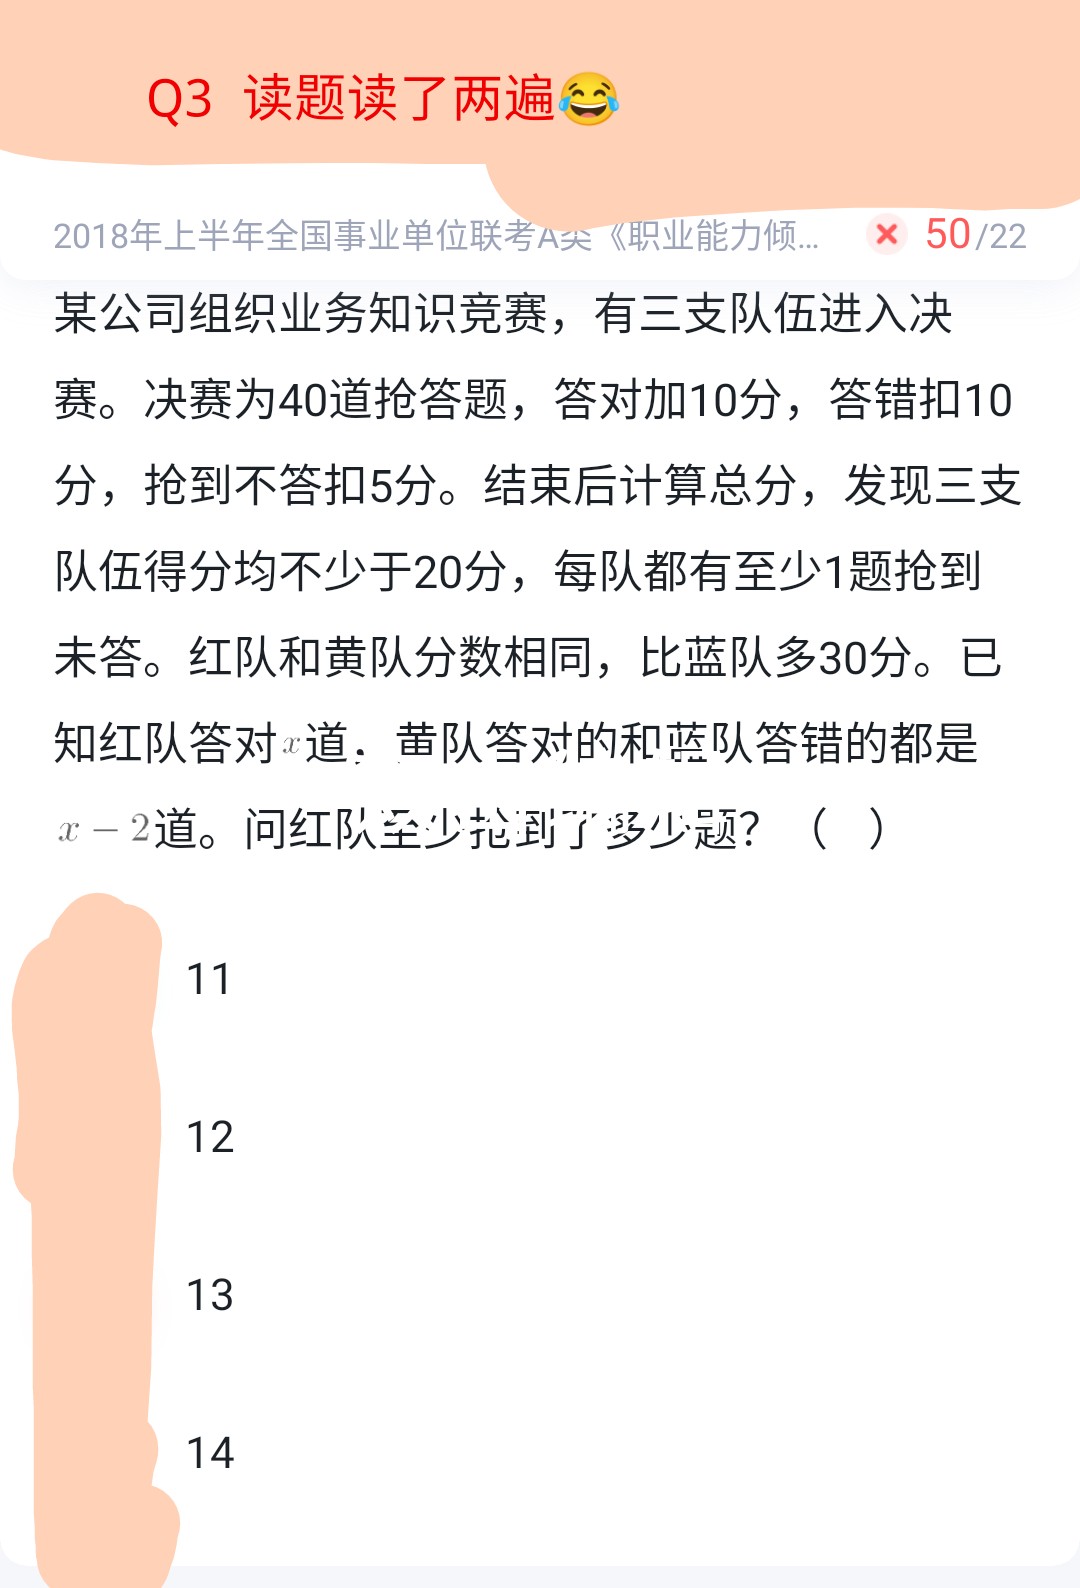 Q3 读题读了两遍😂
2018年上半年全国事业单位联考A类《职业能力倾... 50/22
某公司组织业务知识竞赛，有三支队伍进入决
赛。决赛为40道抢答题，答对加10分，答错扣10
分，抢到不答扣5分。结束后计算总分，发现三支
队伍得分均不少于20分，每队都有至少1题抢到
未答。红队和黄队分数相同，比蓝队多30分。已
知红队答对x道，黄队答对的和蓝队答错的都是
x－2道。问红队至少抢到了多少题？（ ）
11
12
13
14